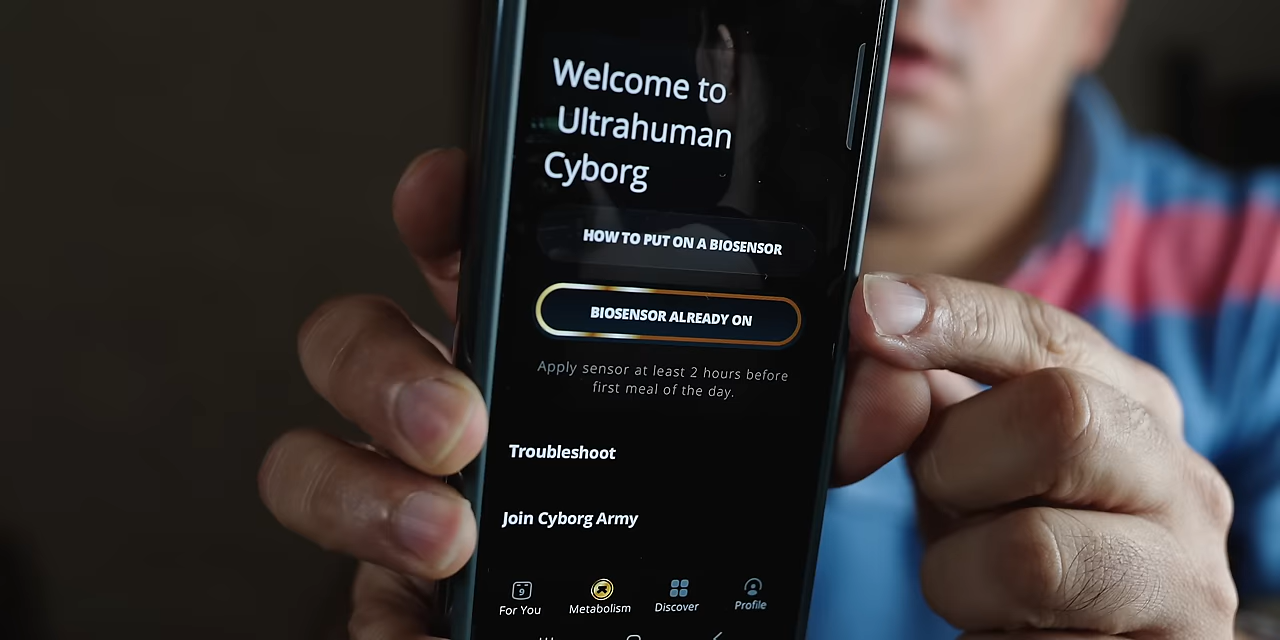 Welcome to
Ultrahuman
Cyborg
HOW TO PUT ON A BIOSENSOR
BIOSENSOR ALREADY ON
Apply sensor at least 2 hours before
first meal of the day.
Troubleshoot
Join Cyborg Army
9
For You
Metabolism
Discover
Profile